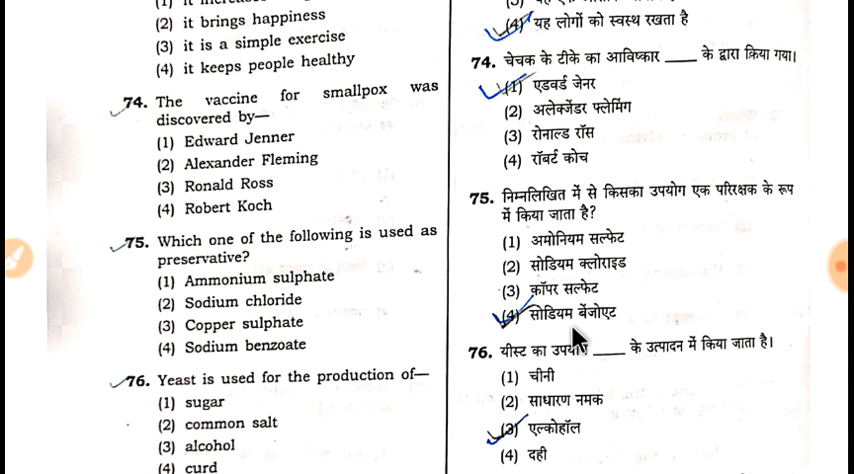 (2) it brings happiness
(3) it is a simple exercise
(4) it keeps people healthy
74. The vaccine for smallpox was
discovered by—
(1) Edward Jenner
(2) Alexander Fleming
(3) Ronald Ross
(4) Robert Koch
75. Which one of the following is used as
preservative?
(1) Ammonium sulphate
(2) Sodium chloride
(3) Copper sulphate
(4) Sodium benzoate
76. Yeast is used for the production of—
(1) sugar
(2) common salt
(3) alcohol
(4) curd
(4) यह लोगों को स्वस्थ रखता है
74. चेचक के टीके का आविष्कार ____ के द्वारा किया गया।
(1) एडवर्ड जेनर
(2) अलेक्जेंडर फ्लेमिंग
(3) रोनाल्ड रॉस
(4) रॉबर्ट कोच
75. निम्नलिखित में से किसका उपयोग एक परिरक्षक के रूप
में किया जाता है?
(1) अमोनियम सल्फेट
(2) सोडियम क्लोराइड
(3) कॉपर सल्फेट
(4) सोडियम बेंजोएट
76. यीस्ट का उपयोग ____ के उत्पादन में किया जाता है।
(1) चीनी
(2) साधारण नमक
(3) एल्कोहॉल
(4) दही